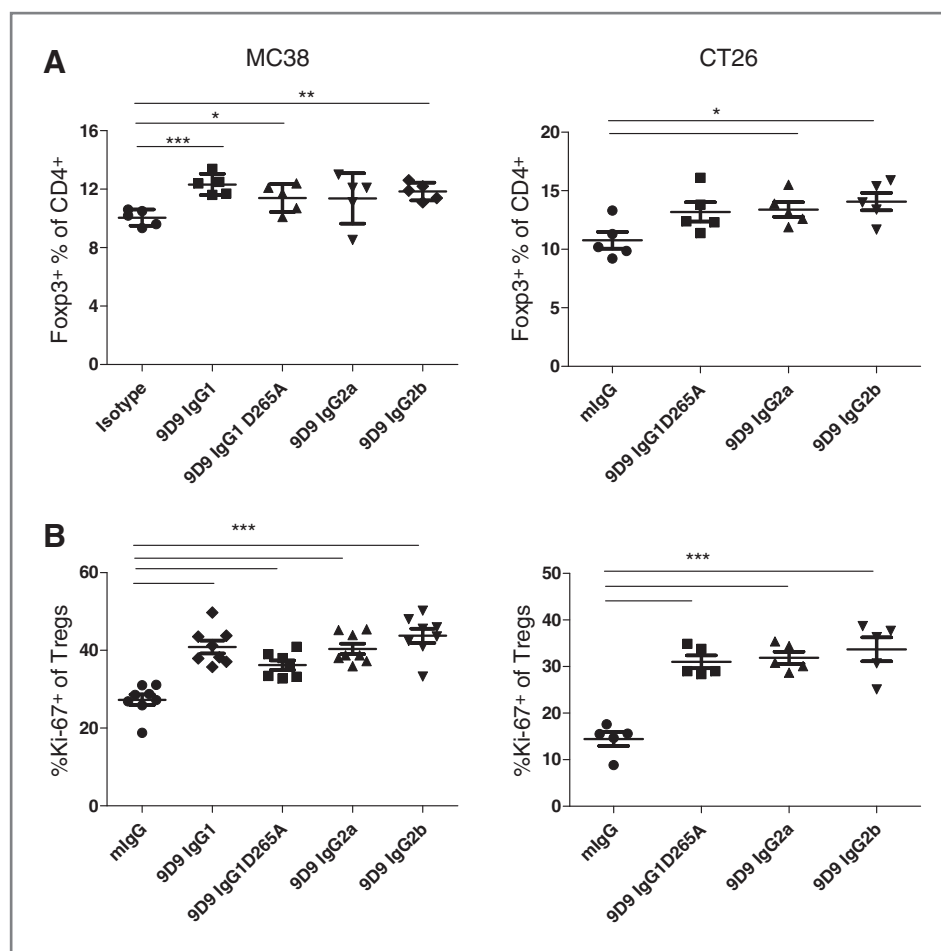 A
MC38
CT26
**
*
***
*
Foxp3+ % of CD4+
16
12
8
4
0
Isotype
9D9 IgG1
9D9 IgG1 D265A
9D9 IgG2a
9D9 IgG2b
Foxp3+ % of CD4+
20
15
10
5
0
mIgG
9D9 IgG1D265A
9D9 IgG2a
9D9 IgG2b
B
***
***
%Ki-67+ of Tregs
60
40
20
0
mIgG
9D9 IgG1
9D9 IgG1D265A
9D9 IgG2a
9D9 IgG2b
%Ki-67+ of Tregs
50
40
30
20
10
0
mIgG
9D9 IgG1D265A
9D9 IgG2a
9D9 IgG2b